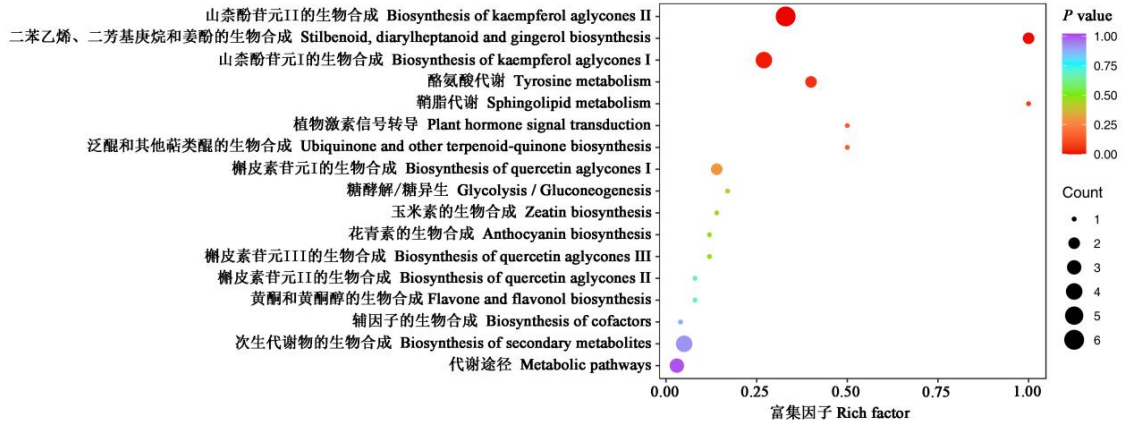 山柰酚苷元II的生物合成 Biosynthesis of kaempferol aglycones II
二苯乙烯、二芳基庚烷和姜酚的生物合成 Stilbenoid, diarylheptanoid and gingerol biosynthesis
山柰酚苷元I的生物合成 Biosynthesis of kaempferol aglycones I
酪氨酸代谢 Tyrosine metabolism
鞘脂代谢 Sphingolipid metabolism
植物激素信号转导 Plant hormone signal transduction
泛醌和其他萜类醌的生物合成 Ubiquinone and other terpenoid-quinone biosynthesis
槲皮素苷元I的生物合成 Biosynthesis of quercetin aglycones I
糖酵解/糖异生 Glycolysis / Gluconeogenesis
玉米素的生物合成 Zeatin biosynthesis
花青素的生物合成 Anthocyanin biosynthesis
槲皮素苷元III的生物合成 Biosynthesis of quercetin aglycones III
槲皮素苷元II的生物合成 Biosynthesis of quercetin aglycones II
黄酮和黄酮醇的生物合成 Flavone and flavonol biosynthesis
辅因子的生物合成 Biosynthesis of cofactors
次生代谢物的生物合成 Biosynthesis of secondary metabolites
代谢途径 Metabolic pathways
0.00 0.25 0.50 0.75 1.00
富集因子 Rich factor
P value
1.00
0.75
0.50
0.25
0.00
Count
1
2
3
4
5
6